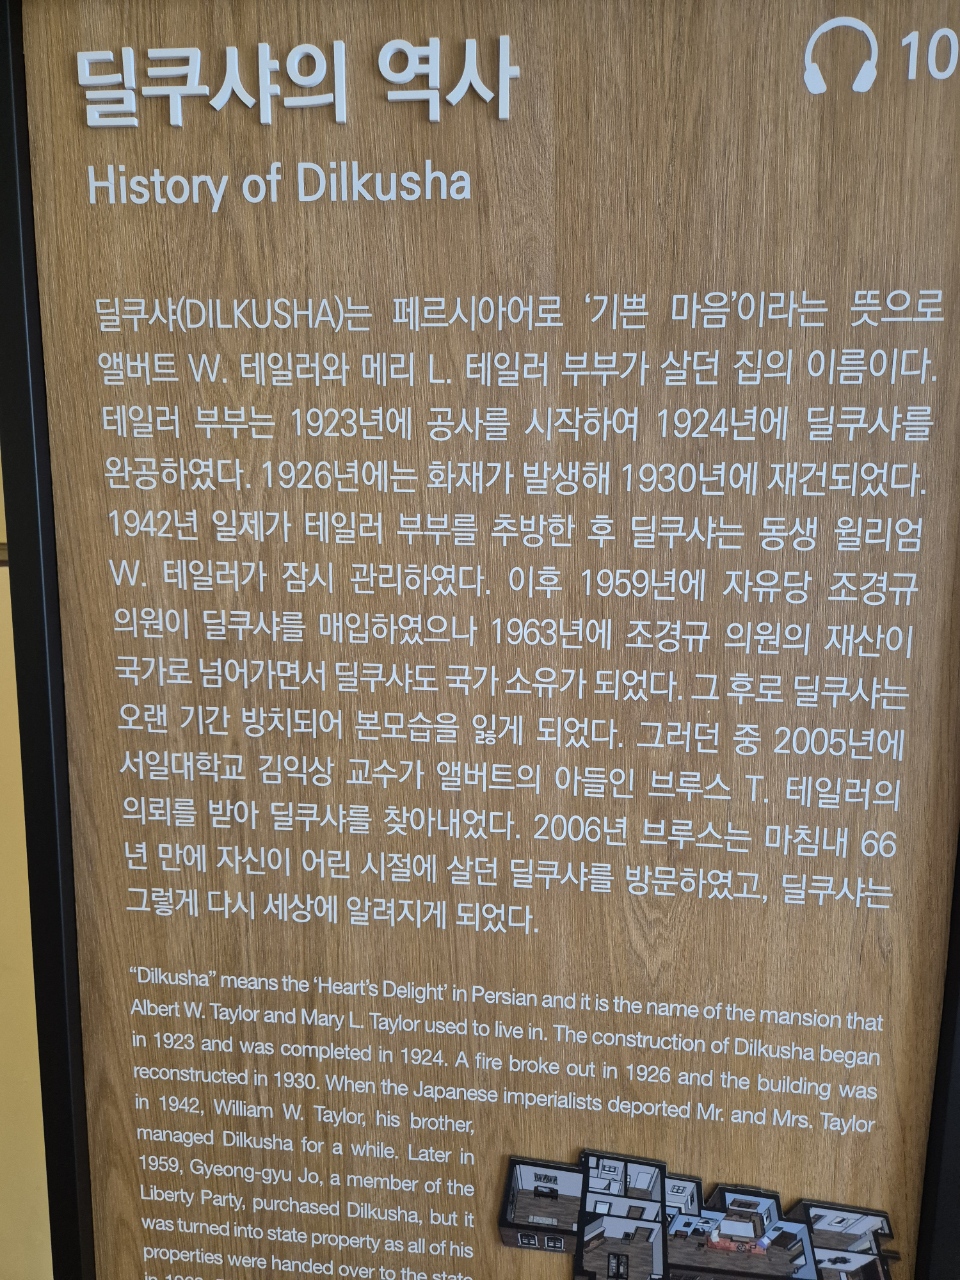 딜쿠샤의 역사
10
History of Dilkusha
딜쿠샤(DILKUSHA)는 페르시아어로 ‘기쁜 마음’이라는 뜻으로
앨버트 W. 테일러와 메리 L. 테일러 부부가 살던 집의 이름이다.
테일러 부부는 1923년에 공사를 시작하여 1924년에 딜쿠샤를
완공하였다. 1926년에는 화재가 발생해 1930년에 재건되었다.
1942년 일제가 테일러 부부를 추방한 후 딜쿠샤는 동생 윌리엄
W. 테일러가 잠시 관리하였다. 이후 1959년에 자유당 조경규
의원이 딜쿠샤를 매입하였으나 1963년에 조경규 의원의 재산이
국가로 넘어가면서 딜쿠샤도 국가 소유가 되었다. 그 후로 딜쿠샤는
오랜 기간 방치되어 본모습을 잃게 되었다. 그러던 중 2005년에
서일대학교 김익상 교수가 앨버트의 아들인 브루스 T. 테일러의
의뢰를 받아 딜쿠샤를 찾아내었다. 2006년 브루스는 마침내 66
년 만에 자신이 어린 시절에 살던 딜쿠샤를 방문하였고, 딜쿠샤는
그렇게 다시 세상에 알려지게 되었다.
“Dilkusha” means the ‘Heart’s Delight’ in Persian and it is the name of the mansion that
Albert W. Taylor and Mary L. Taylor used to live in. The construction of Dilkusha began
in 1923 and was completed in 1924. A fire broke out in 1926 and the building was
reconstructed in 1930. When the Japanese imperialists deported Mr. and Mrs. Taylor
in 1942, William W. Taylor, his brother,
managed Dilkusha for a while. Later in
1959, Gyeong-gyu Jo, a member of the
Liberty Party, purchased Dilkusha, but it
was turned into state property as all of his
properties were handed over to the state